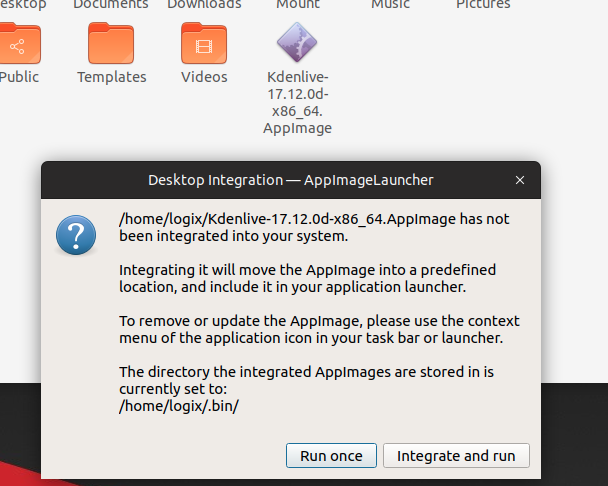 Desktop Documents Downloads Mount Music Pictures
Public Templates Videos Kdenlive-
17.12.0d-
x86_64.
AppImage
Desktop Integration — AppImageLauncher
/home/logix/Kdenlive-17.12.0d-x86_64.AppImage has not
been integrated into your system.
Integrating it will move the AppImage into a predefined
location, and include it in your application launcher.
To remove or update the AppImage, please use the context
menu of the application icon in your task bar or launcher.
The directory the integrated AppImages are stored in is
currently set to:
/home/logix/.bin/
Run once Integrate and run